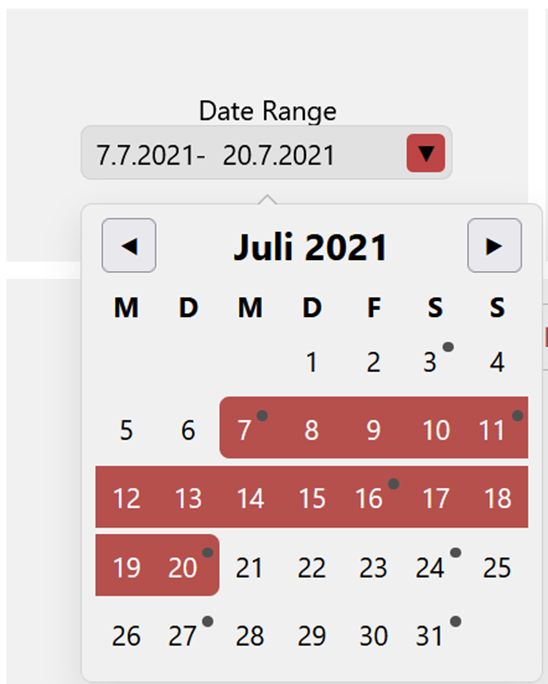 Date Range
7.7.2021- 20.7.2021 ▼
◄ Juli 2021 ►
M D M D F S S
1 2 3 4
5 6 7 8 9 10 11
12 13 14 15 16 17 18
19 20 21 22 23 24 25
26 27 28 29 30 31